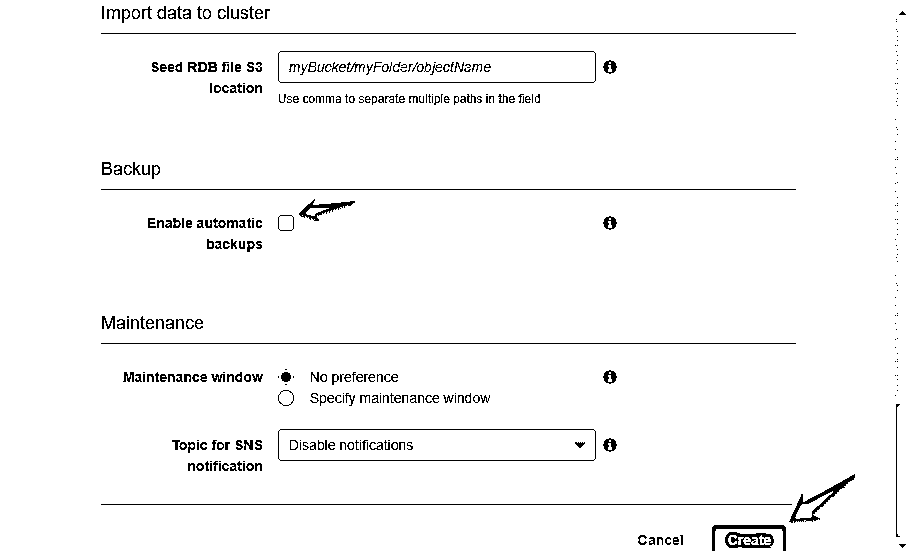 Import data to cluster
Seed RDB file S3
location
myBucket/myFolder/objectName
Use comma to separate multiple paths in the field
Backup
Enable automatic
backups
Maintenance
Maintenance window
No preference
Specify maintenance window
Topic for SNS
notification
Disable notifications
Cancel
Create